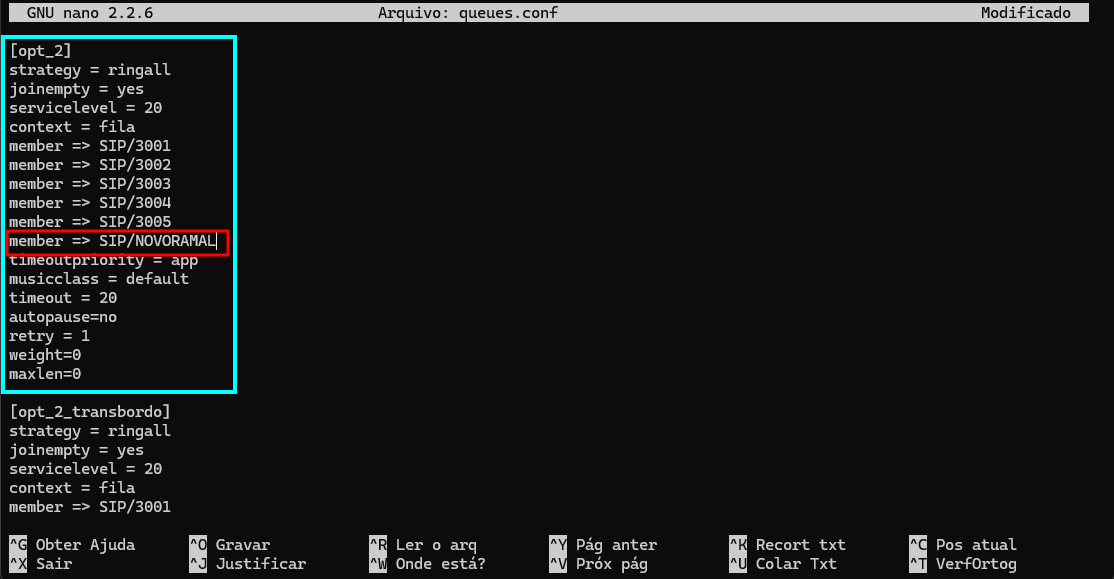 GNU nano 2.2.6 Arquivo: queues.conf Modificado
[opt_2]
strategy = ringall
joinempty = yes
servicelevel = 20
context = fila
member => SIP/3001
member => SIP/3002
member => SIP/3003
member => SIP/3004
member => SIP/3005
member => SIP/NOVORAMAL
timeoutpriority = app
musicclass = default
timeout = 20
autopause=no
retry = 1
weight=0
maxlen=0
[opt_2_transbordo]
strategy = ringall
joinempty = yes
servicelevel = 20
context = fila
member => SIP/3001
^G Obter Ajuda ^O Gravar ^R Ler o arq ^Y Pág anter ^K Recort txt ^C Pos atual
^X Sair ^J Justificar ^W Onde está? ^V Próx pág ^U Colar Txt ^T VerfOrtog